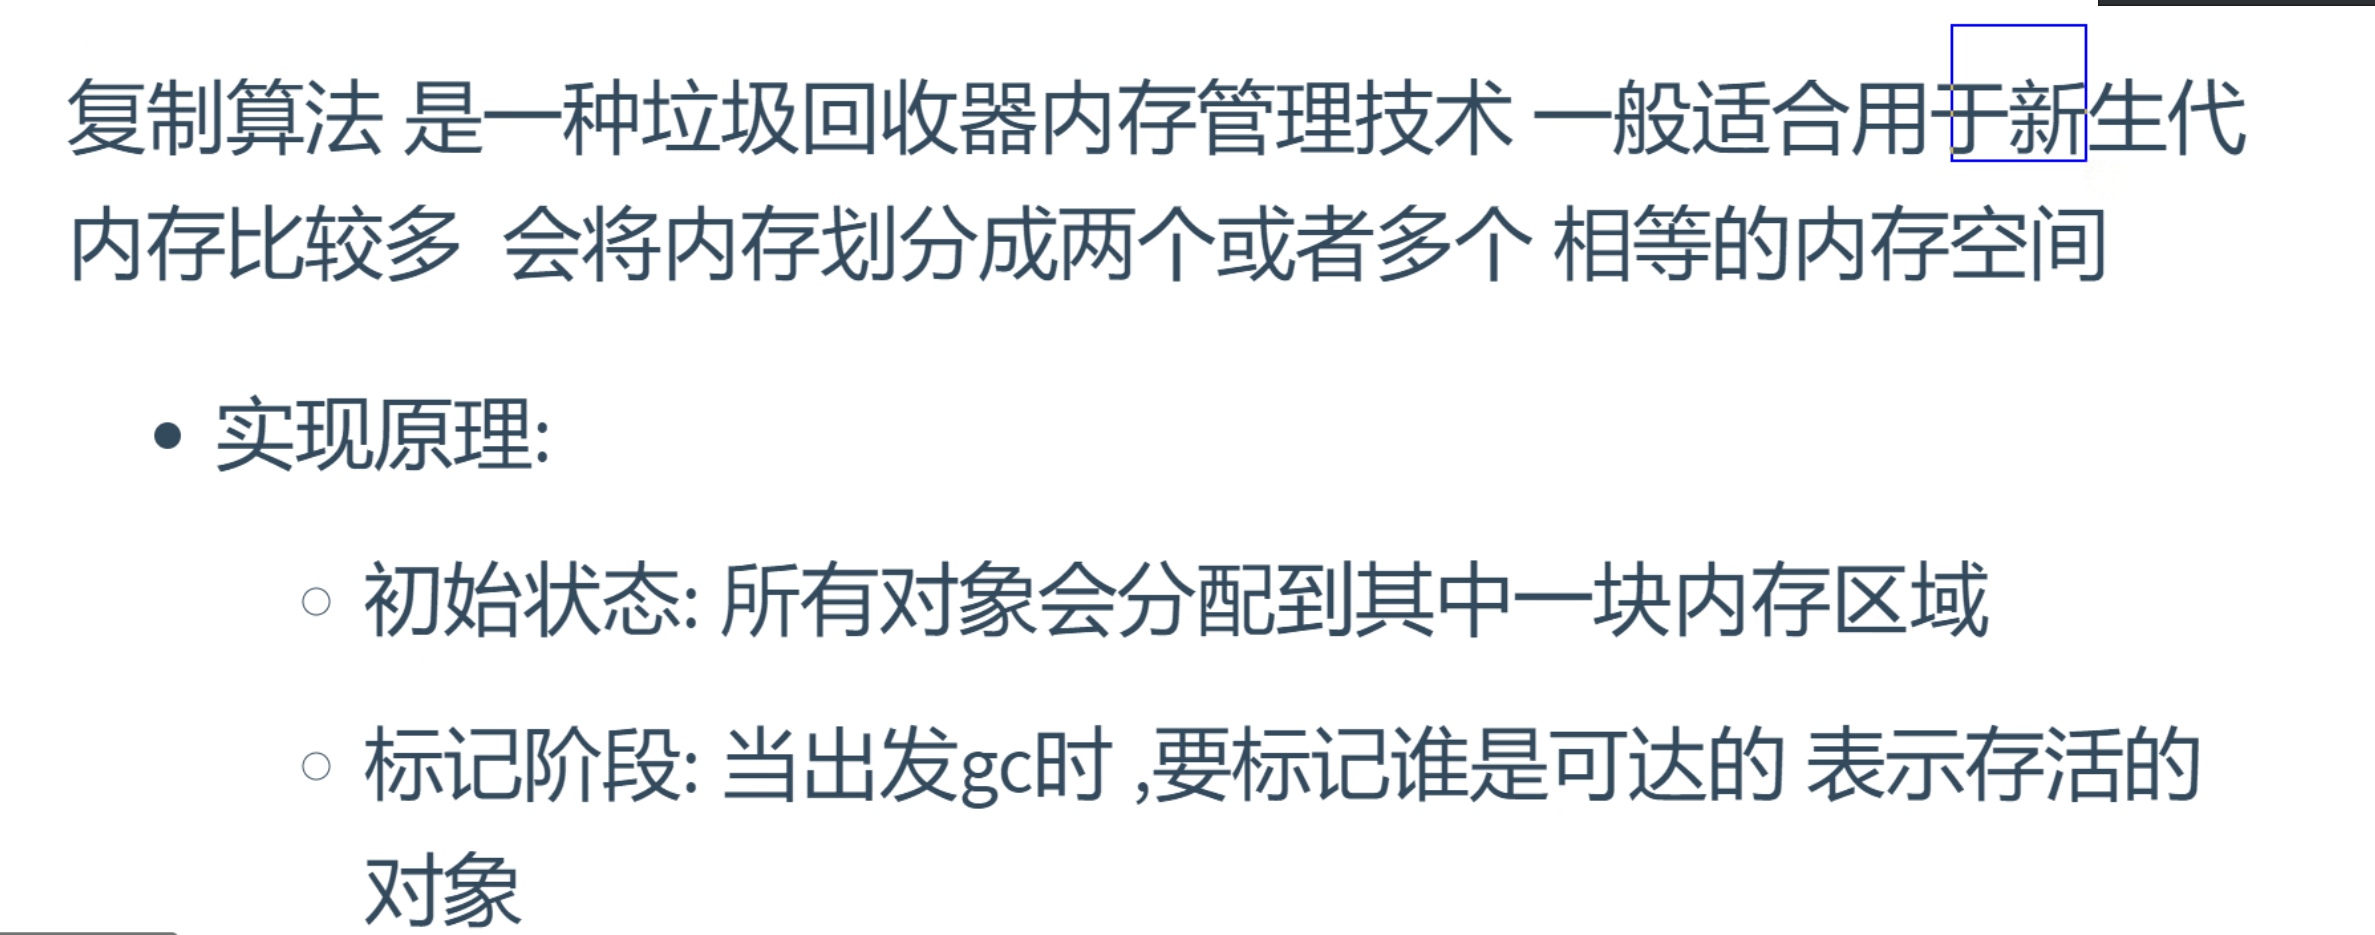 复制算法 是一种垃圾回收器内存管理技术 一般适合用于新生代
内存比较多  会将内存划分成两个或者多个 相等的内存空间
实现原理:
初始状态: 所有对象会分配到其中一块内存区域
标记阶段: 当出发gc时 ,要标记谁是可达的 表示存活的
对象